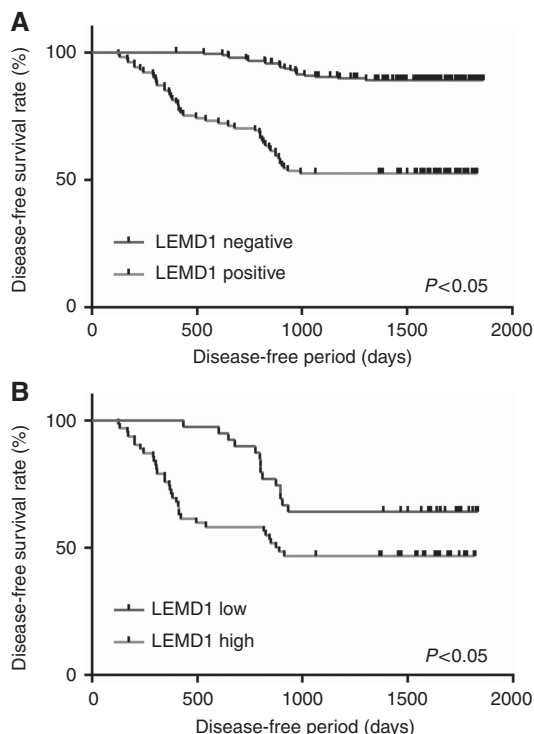 A
Disease-free survival rate (%)
100
50
0
LEMD1 negative
LEMD1 positive
P<0.05
0 500 1000 1500 2000
Disease-free period (days)
B
Disease-free survival rate (%)
100
50
0
LEMD1 low
LEMD1 high
P<0.05
0 500 1000 1500 2000
Disease-free period (days)